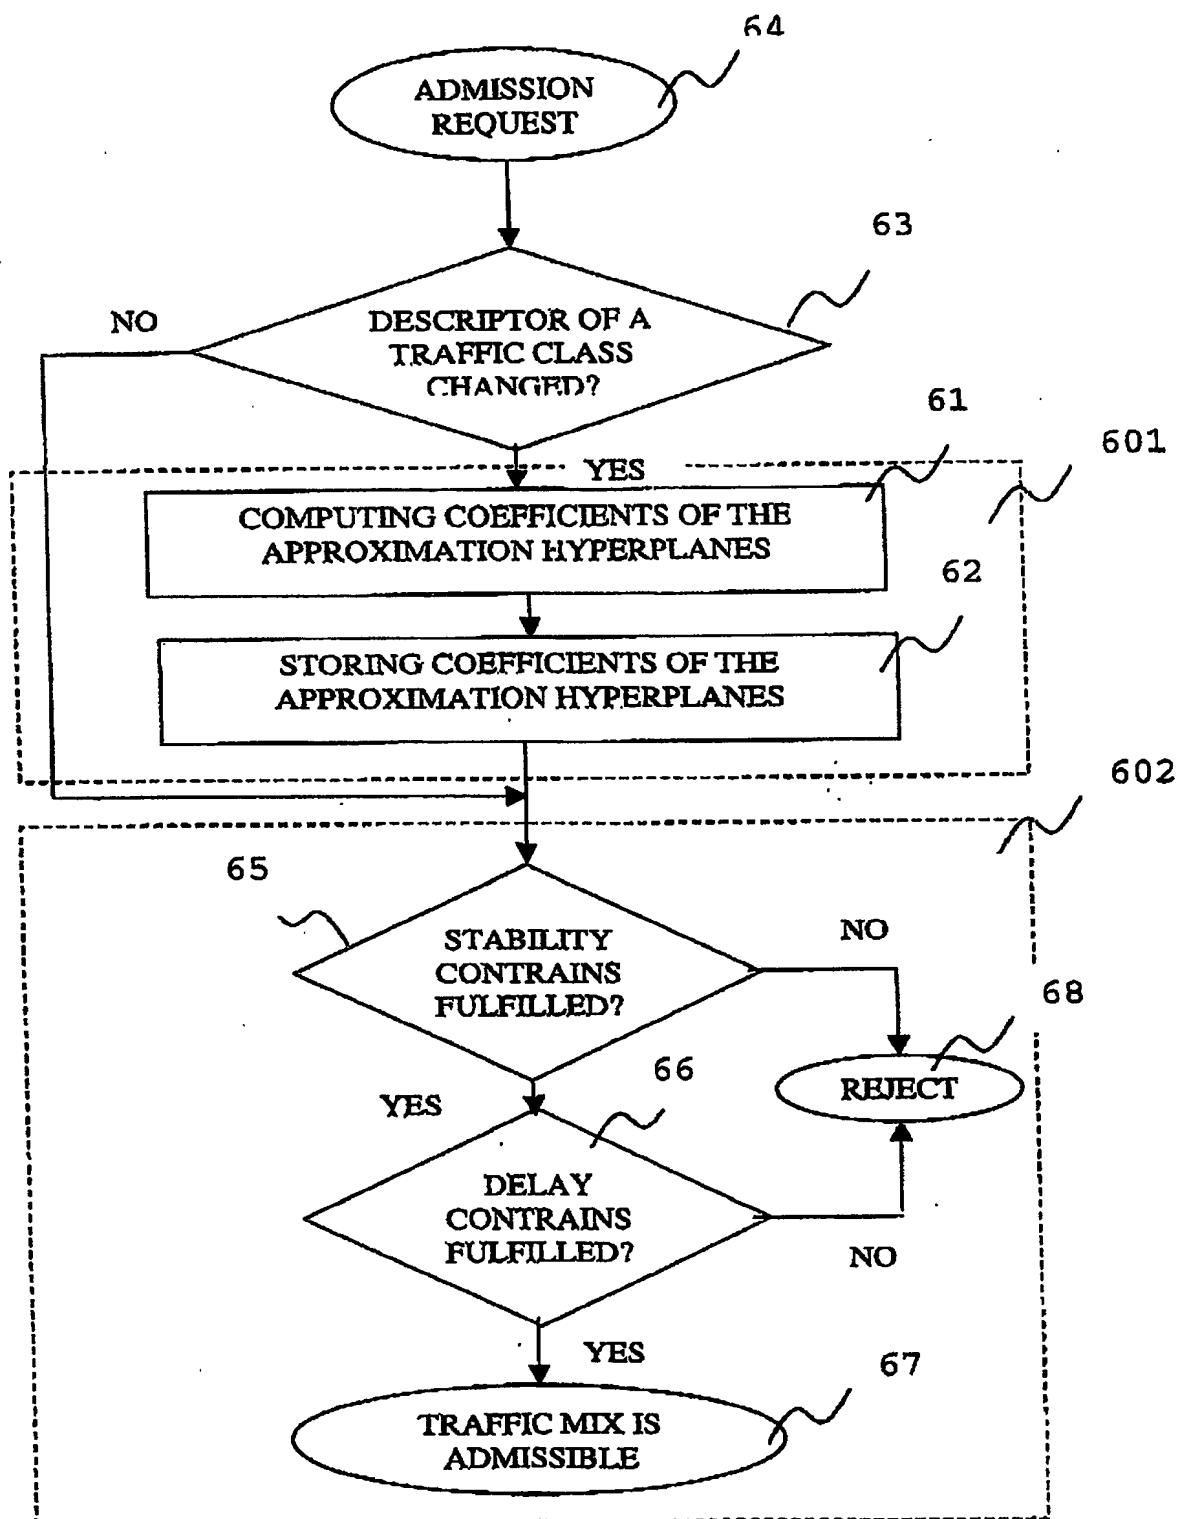 64
ADMISSION
REQUEST
63
NO
DESCRIPTOR OF A
TRAFFIC CLASS
CHANGED?
61
601
YES
COMPUTING COEFFICIENTS OF THE
APPROXIMATION HYPERPLANES
62
STORING COEFFICIENTS OF THE
APPROXIMATION HYPERPLANES
602
65
NO
STABILITY
CONTRAINS
FULFILLED?
68
REJECT
66
YES
DELAY
CONTRAINS
FULFILLED?
NO
YES
67
TRAFFIC MIX IS
ADMISSIBLE